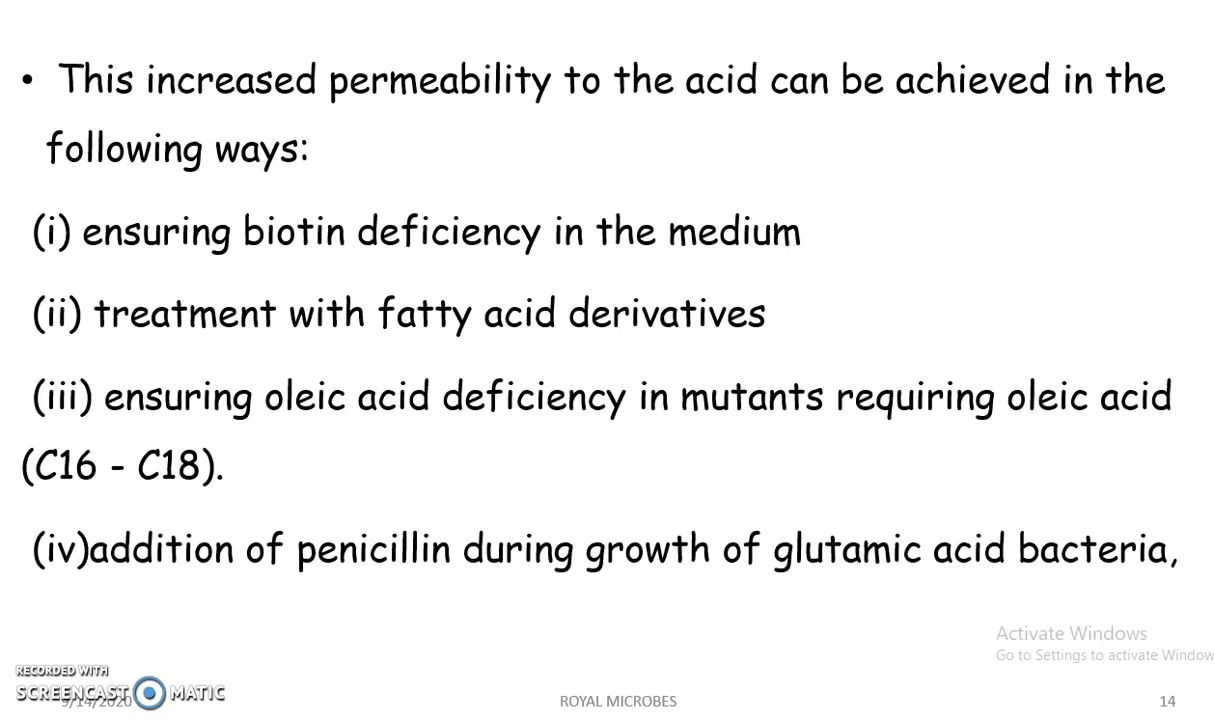 • This increased permeability to the acid can be achieved in the
following ways:
(i) ensuring biotin deficiency in the medium
(ii) treatment with fatty acid derivatives
(iii) ensuring oleic acid deficiency in mutants requiring oleic acid
(C16 - C18).
(iv)addition of penicillin during growth of glutamic acid bacteria,
Activate Windows
Go to Settings to activate Window
RECORDED WITH
SCREENCAST MATIC
9/14/2020
ROYAL MICROBES
14